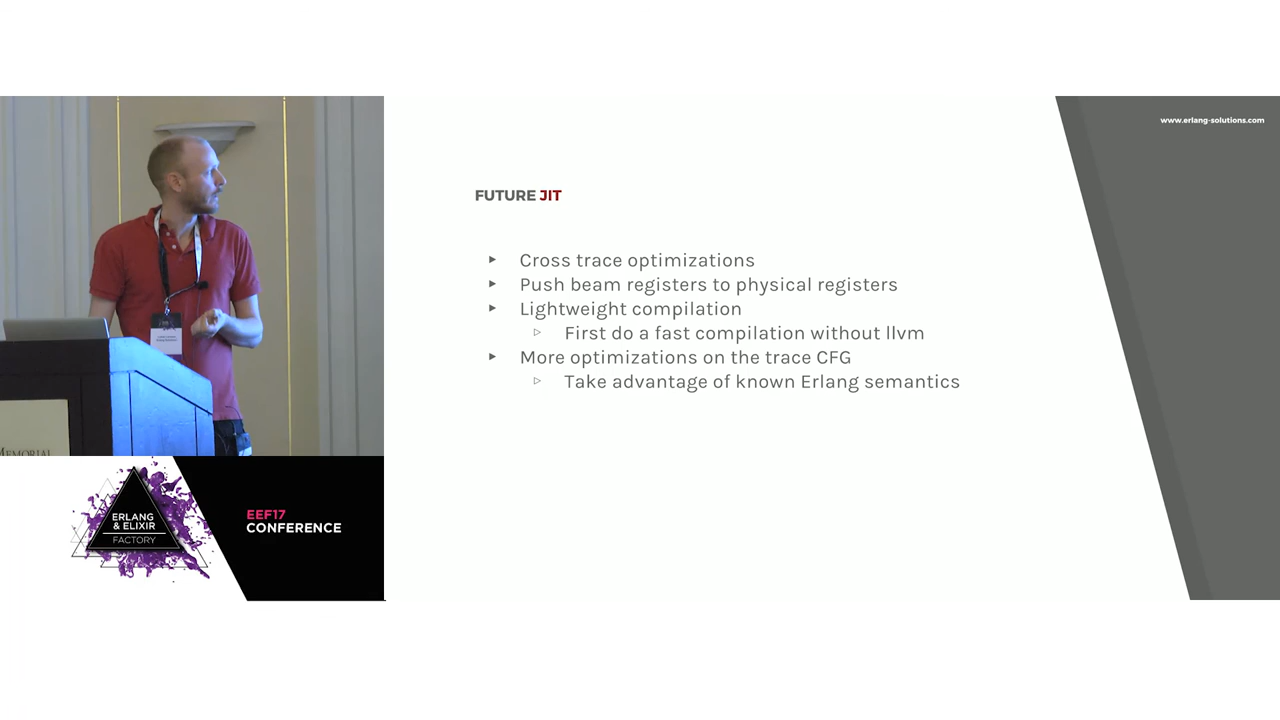 www.erlang-solutions.com
FUTURE JIT
Cross trace optimizations
Push beam registers to physical registers
Lightweight compilation
First do a fast compilation without llvm
More optimizations on the trace CFG
Take advantage of known Erlang semantics
MEMORIAL
ERLANG
& ELIXIR
FACTORY
EEF17
CONFERENCE